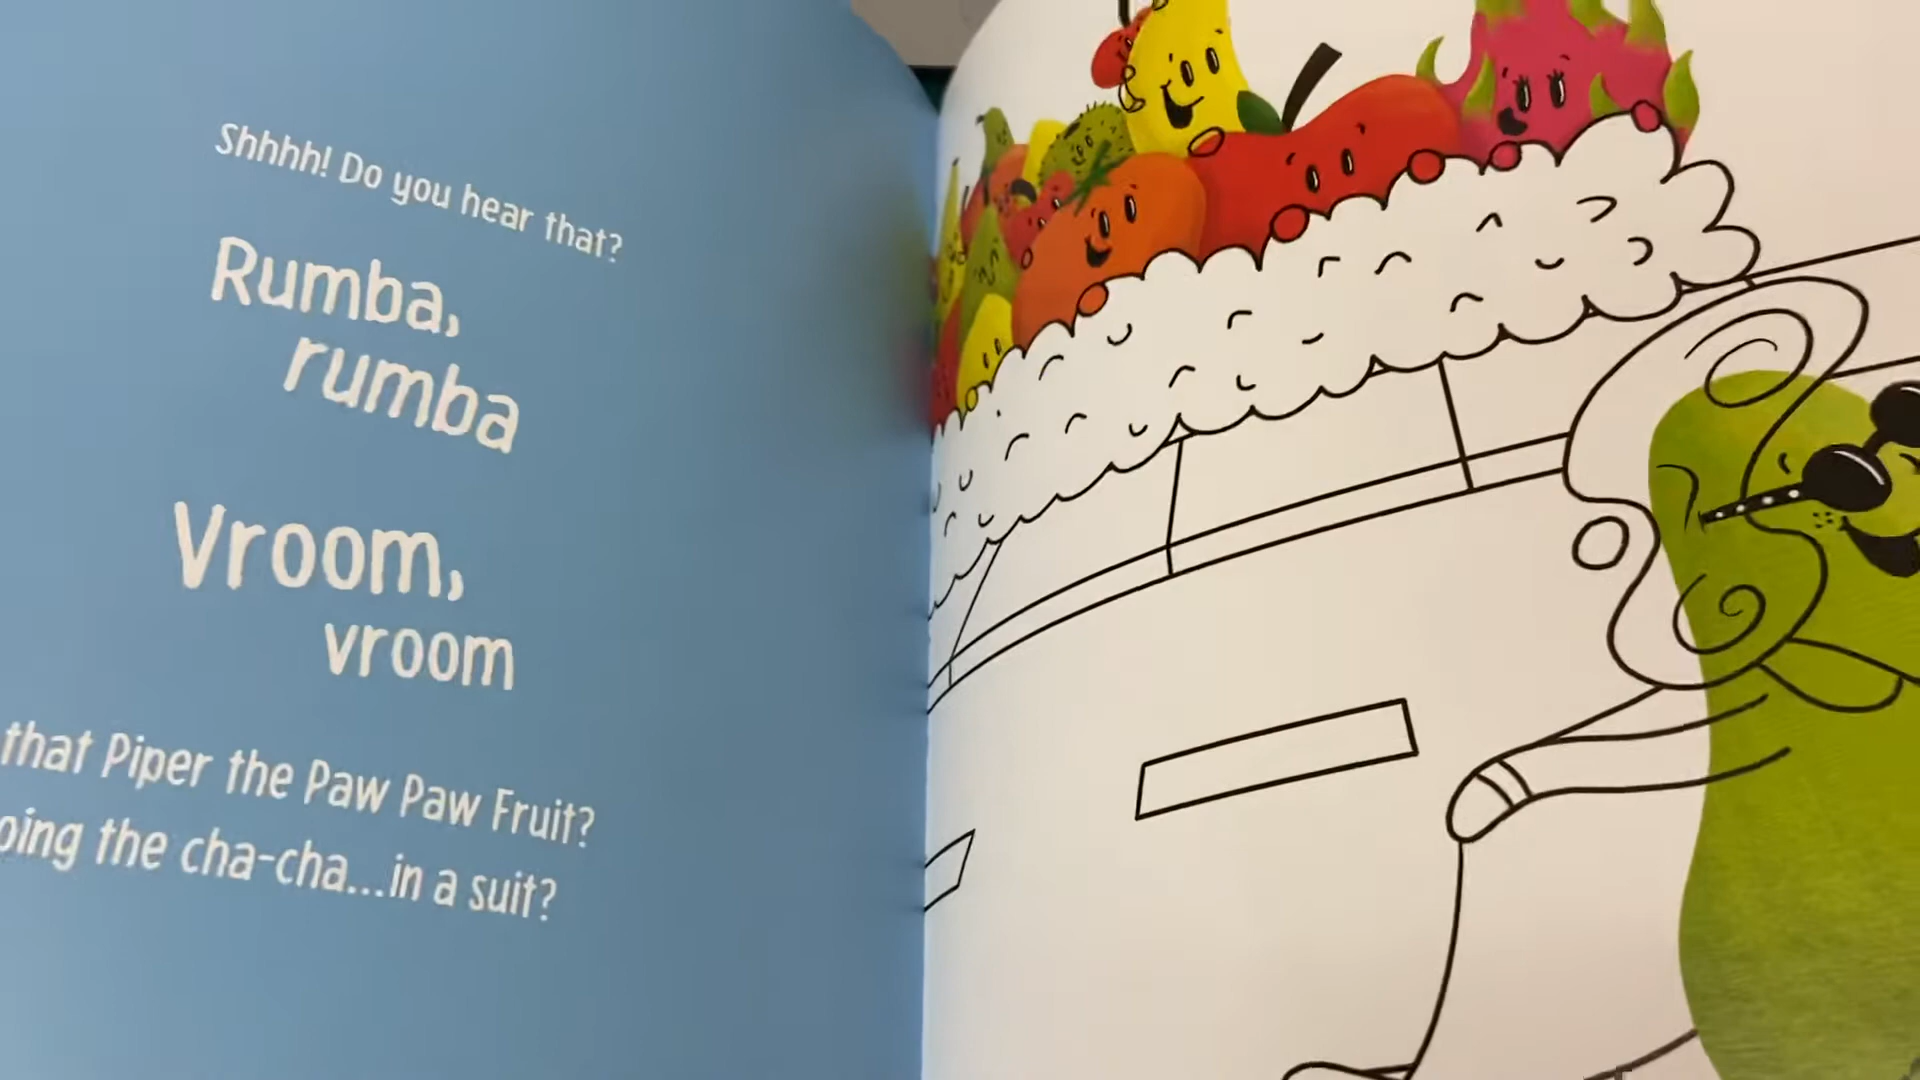 Shhhh! Do you hear that?
Rumba,
rumba
Vroom,
vroom
that Piper the Paw Paw Fruit?
the cha-cha...in a suit?